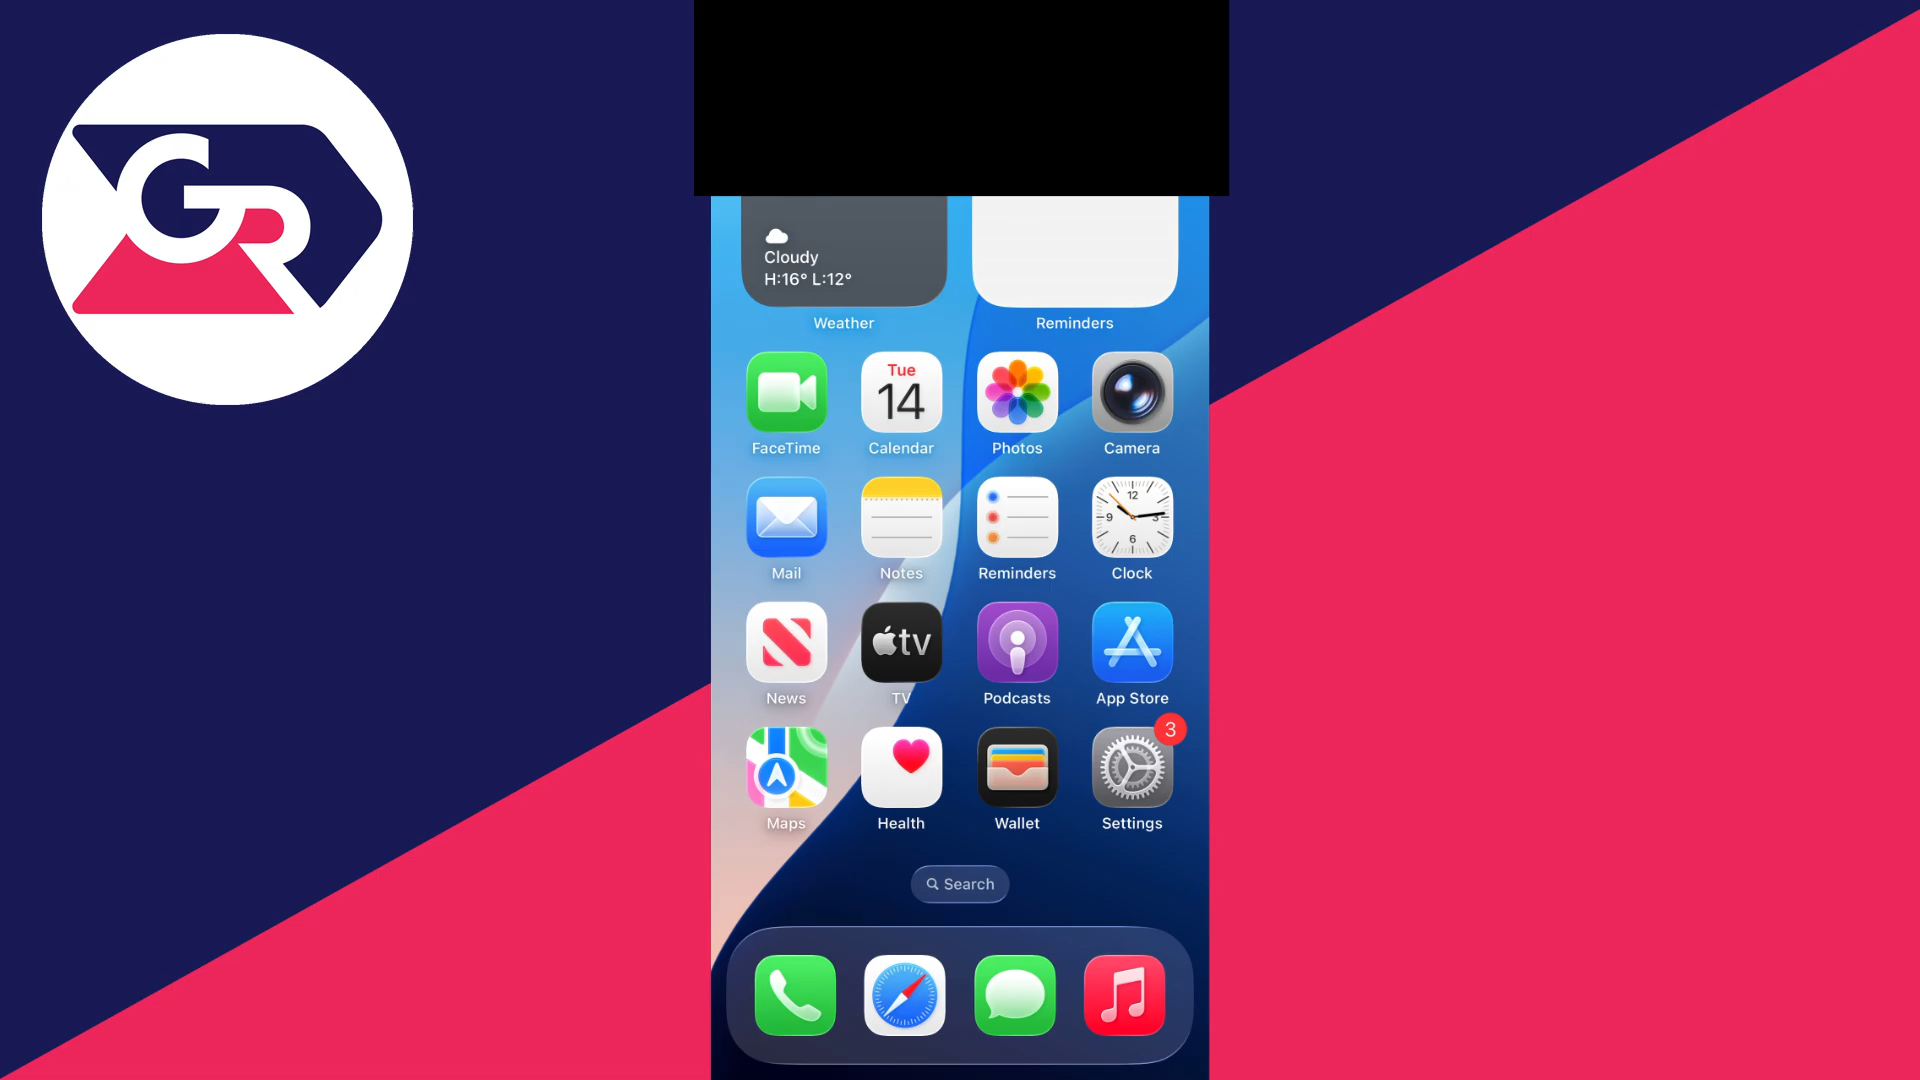 GR
Cloudy
H:16° L:12°
Weather
Reminders
Tue
14
FaceTime
Calendar
Photos
Camera
12
9
3
6
Mail
Notes
Reminders
Clock
tv
News
TV
Podcasts
App Store
3
Maps
Health
Wallet
Settings
Search